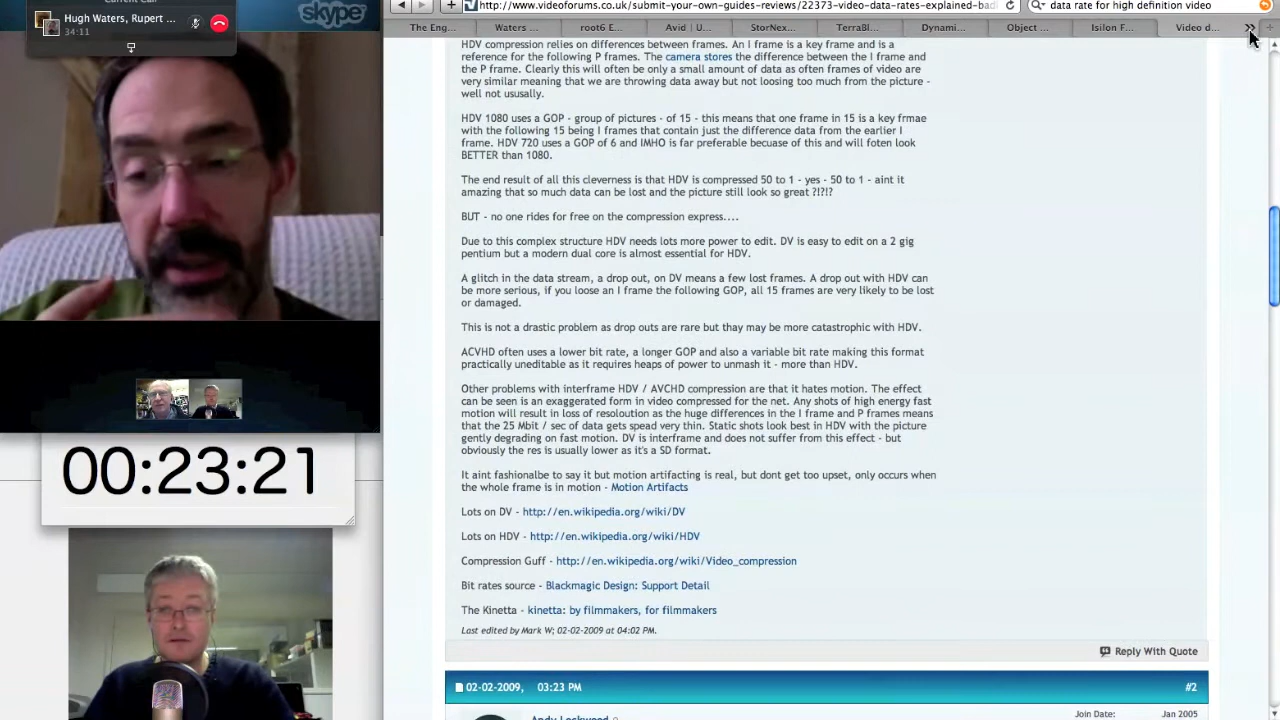 Current Call
Hugh Waters, Rupert ...
34:11
skype
http://www.videoforums.co.uk/submit-your-own-guides-reviews/22373-video-data-rates-explained-bad
data rate for high definition video
The Eng...
Waters ...
root6 E...
Avid | U...
StorNex...
TerraBl...
Dynami...
Object ...
Isilon F...
Video d...
HDV compression relies on differences between frames. An I frame is a key frame and is a
reference for the following P frames. The camera stores the difference between the I frame and
the P frame. Clearly this will often be only a small amount of data as often frames of video are
very similar meaning that we are throwing data away but not loosing too much from the picture -
well not ususally.
HDV 1080 uses a GOP - group of pictures - of 15 - this means that one frame in 15 is a key frmae
with the following 15 being I frames that contain just the difference data from the earlier I
frame. HDV 720 uses a GOP of 6 and IMHO is far preferable becuase of this and will foten look
BETTER than 1080.
The end result of all this cleverness is that HDV is compressed 50 to 1 - yes - 50 to 1 - aint it
amazing that so much data can be lost and the picture still look so great ?!?!?
BUT - no one rides for free on the compression express....
Due to this complex structure HDV needs lots more power to edit. DV is easy to edit on a 2 gig
pentium but a modern dual core is almost essential for HDV.
A glitch in the data stream, a drop out, on DV means a few lost frames. A drop out with HDV can
be more serious, if you loose an I frame the following GOP, all 15 frames are very likely to be lost
or damaged.
This is not a drastic problem as drop outs are rare but thay may be more catastrophic with HDV.
ACVHD often uses a lower bit rate, a longer GOP and also a variable bit rate making this format
practically uneditable as it requires heaps of power to unmash it - more than HDV.
Other problems with interframe HDV / AVCHD compression are that it hates motion. The effect
can be seen is an exaggerated form in video compressed for the net. Any shots of high energy fast
motion will result in loss of resoloution as the huge differences in the I frame and P frames means
that the 25 Mbit / sec of data gets spead very thin. Static shots look best in HDV with the picture
gently degrading on fast motion. DV is interframe and does not suffer from this effect - but
obviously the res is usually lower as it's a SD format.
It aint fashionalbe to say it but motion artifacting is real, but dont get too upset, only occurs when
the whole frame is in motion - Motion Artifacts
Lots on DV - http://en.wikipedia.org/wiki/DV
Lots on HDV - http://en.wikipedia.org/wiki/HDV
Compression Guff - http://en.wikipedia.org/wiki/Video_compression
Bit rates source - Blackmagic Design: Support Detail
The Kinetta - kinetta: by filmmakers, for filmmakers
Last edited by Mark W; 02-02-2009 at 04:02 PM.
Reply With Quote
02-02-2009, 03:23 PM
#2
Andy Lockwood
Join Date:
Jan 2005
00:23:21